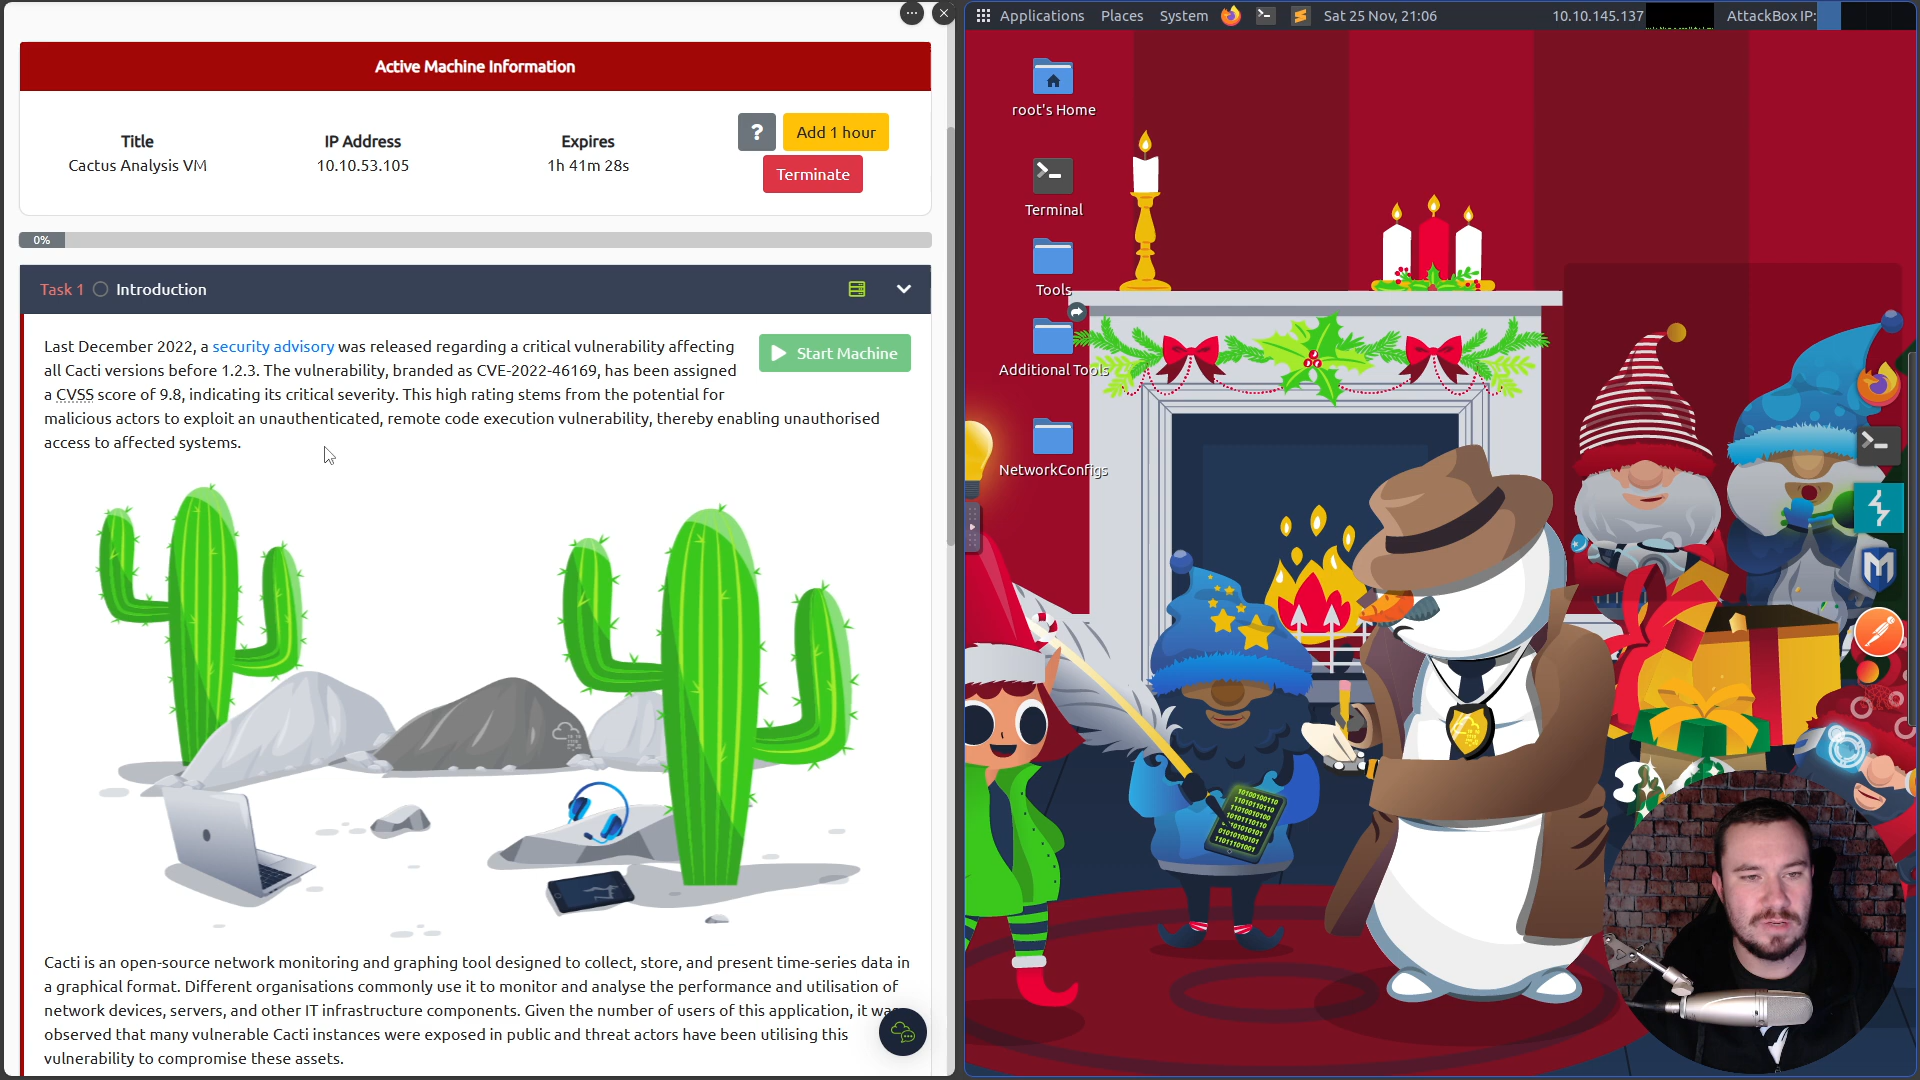 Active Machine Information
Title
Cactus Analysis VM
IP Address
10.10.53.105
Expires
1h 41m 28s
?
Add 1 hour
Terminate
0%
Task 1
Introduction
Start Machine
Last December 2022, a security advisory was released regarding a critical vulnerability affecting
all Cacti versions before 1.2.3. The vulnerability, branded as CVE-2022-46169, has been assigned
a CVSS score of 9.8, indicating its critical severity. This high rating stems from the potential for
malicious actors to exploit an unauthenticated, remote code execution vulnerability, thereby enabling unauthorised
access to affected systems.
Cacti is an open-source network monitoring and graphing tool designed to collect, store, and present time-series data in
a graphical format. Different organisations commonly use it to monitor and analyse the performance and utilisation of
network devices, servers, and other IT infrastructure components. Given the number of users of this application, it was
observed that many vulnerable Cacti instances were exposed in public and threat actors have been utilising this
vulnerability to compromise these assets.
Applications Places System
Sat 25 Nov, 21:06
10.10.145.137
AttackBox IP:
root's Home
Terminal
Tools
Additional Tools
NetworkConfigs